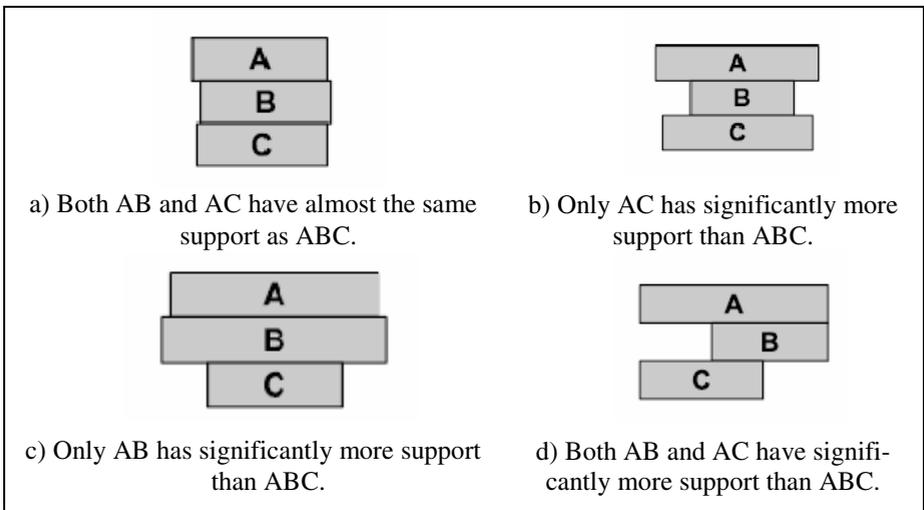 A
B
C
a) Both AB and AC have almost the same
support as ABC.
A
B
C
b) Only AC has significantly more
support than ABC.
A
B
C
c) Only AB has significantly more support
than ABC.
A
B
C
d) Both AB and AC have signifi-
cantly more support than ABC.